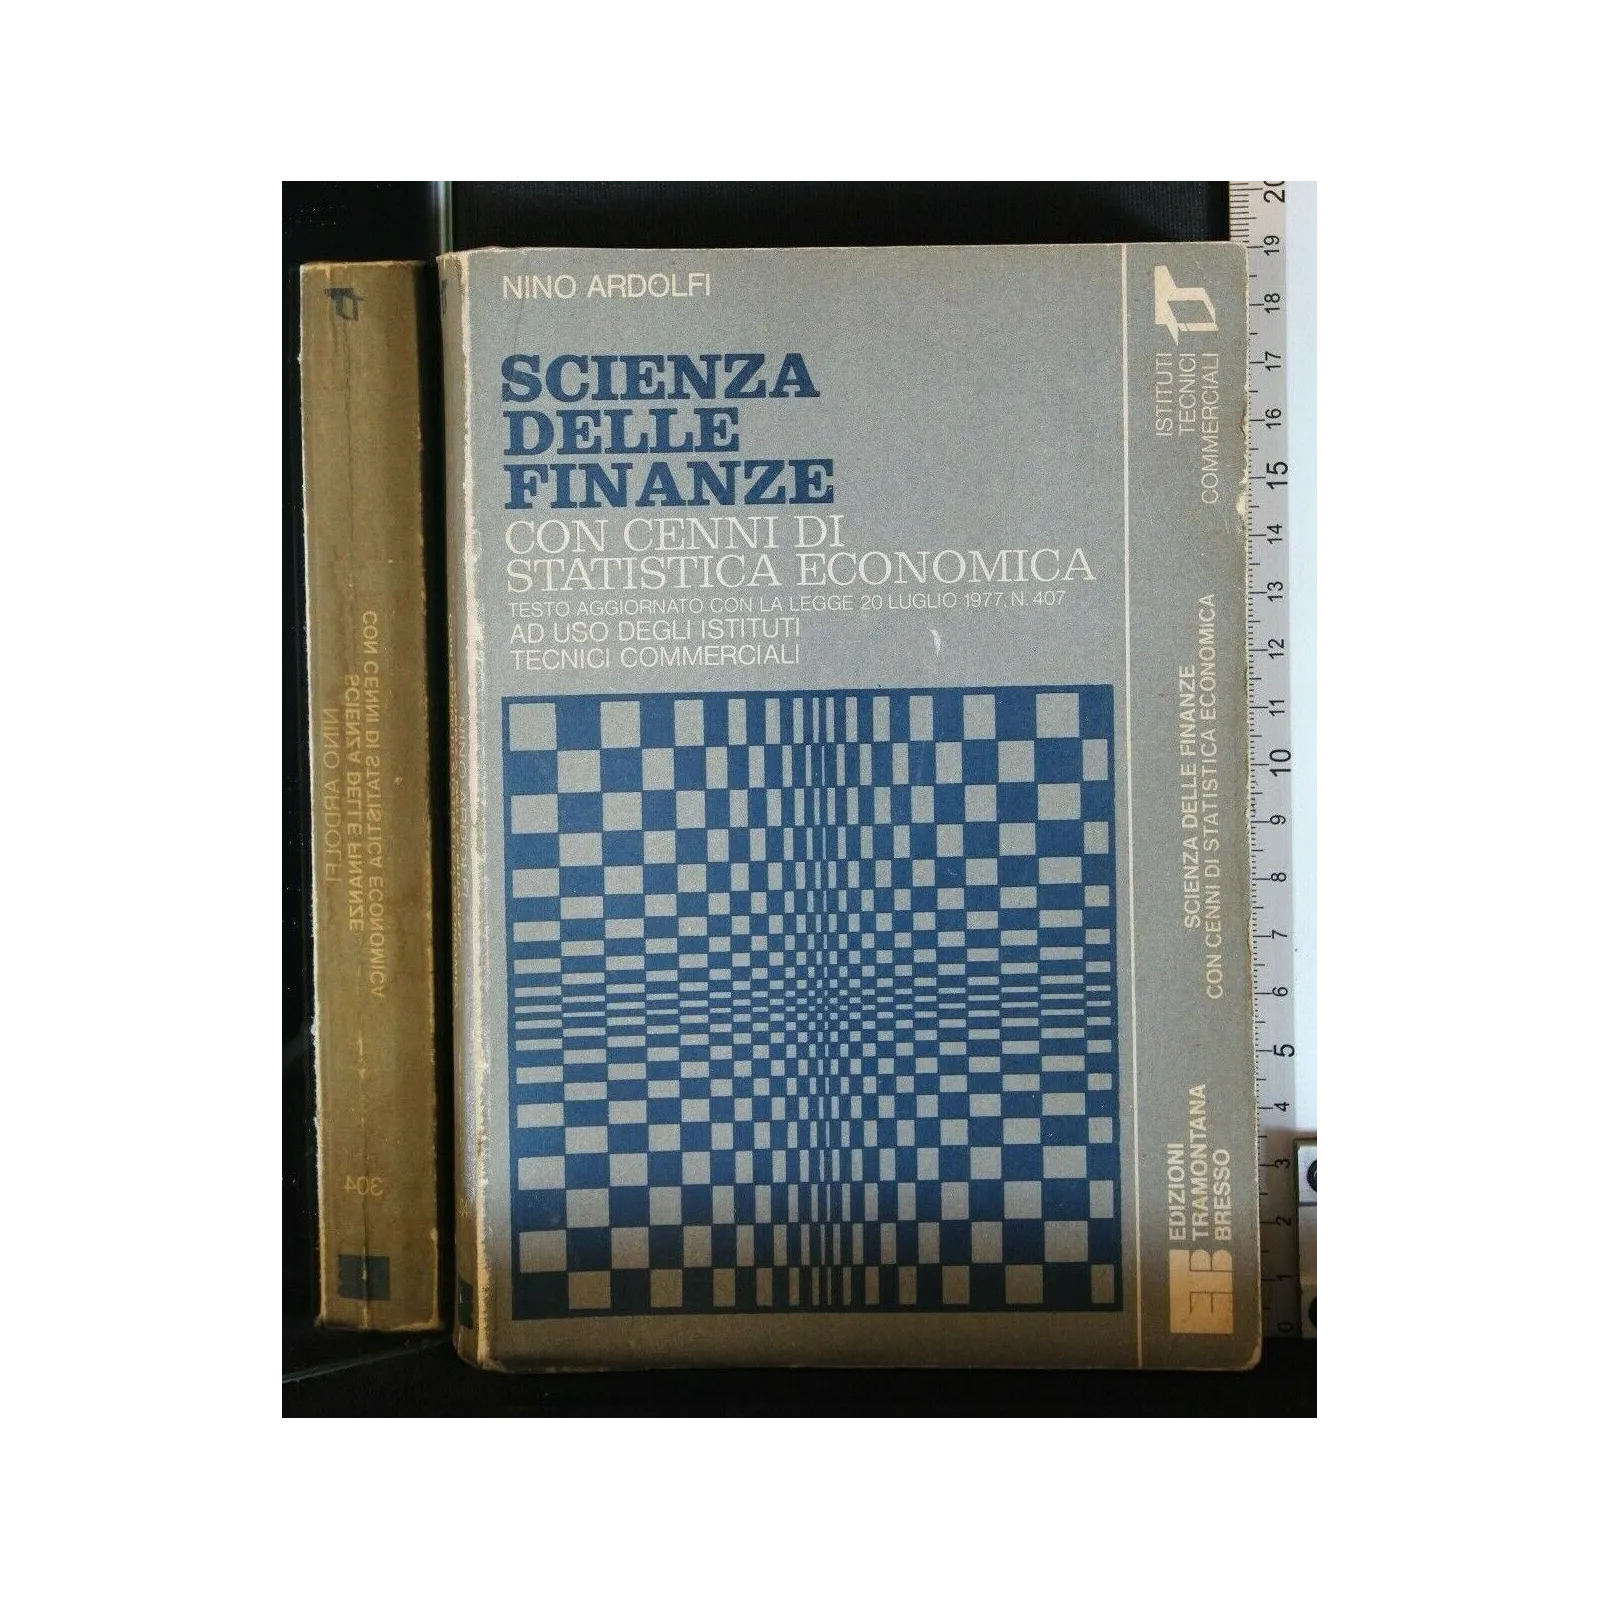 NINO ARDOLFI
SCIENZA
DELLE
FINANZE
CON CENNI DI
STATISTICA ECONOMICA
TESTO AGGIORNATO CON LA LEGGE 20 LUGLIO 1977, N. 407
AD USO DEGLI ISTITUTI
TECNICI COMMERCIALI
ISTITUTI
TECNICI
COMMERCIALI
SCIENZA DELLE FINANZE
CON CENNI DI STATISTICA ECONOMICA
EDIZIONI
TRAMONTANA
BRESSO
NINO ARDOLFI
SCIENZA DELLE FINANZE
CON CENNI DI STATISTICA ECONOMICA
304
NINO ARDOLFI
20
19
18
17
16
15
14
13
12
11
10
9
8
7
6
5
4
3
2
1
0